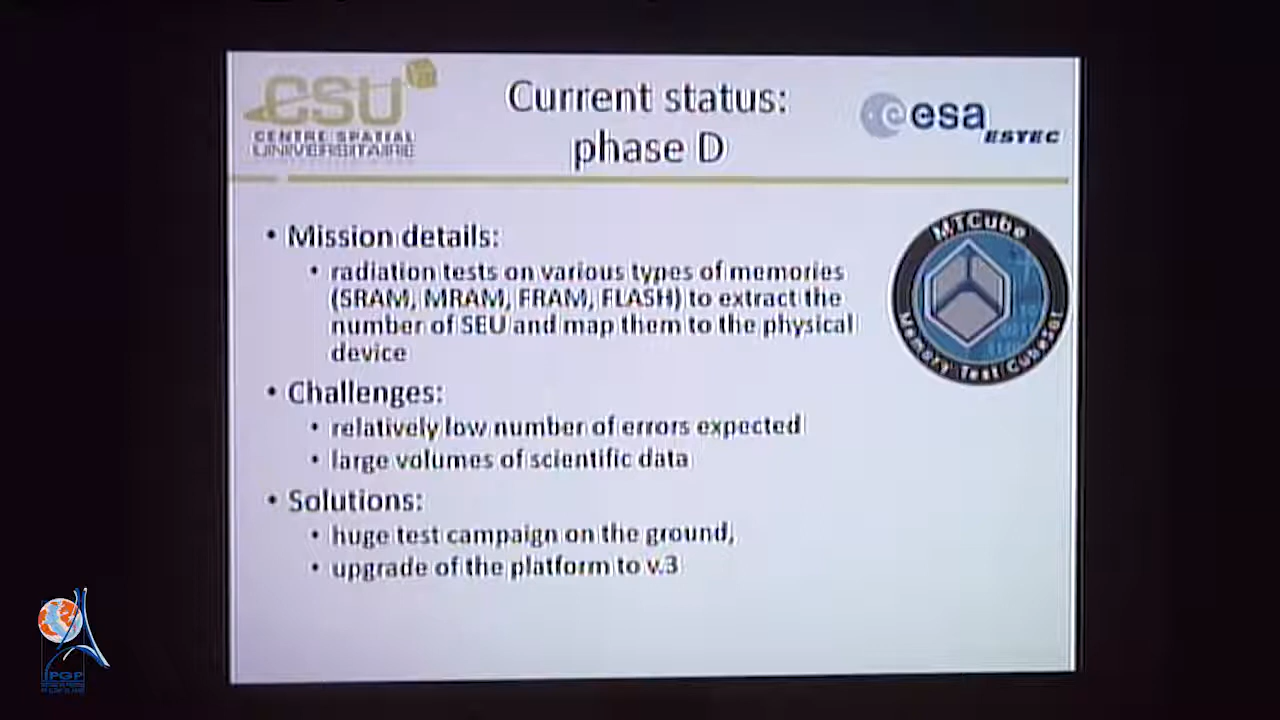 CSU
CENTRE SPATIAL
UNIVERSITAIRE
Current status:
phase D
esa
ESTEC
• Mission details:
• radiation tests on various types of memories
(SRAM, MRAM, FRAM, FLASH) to extract the
number of SEU and map them to the physical
device
• Challenges:
• relatively low number of errors expected
• large volumes of scientific data
• Solutions:
• huge test campaign on the ground,
• upgrade of the platform to v.3
MTCube
Memory Test Cubesat
IPGP